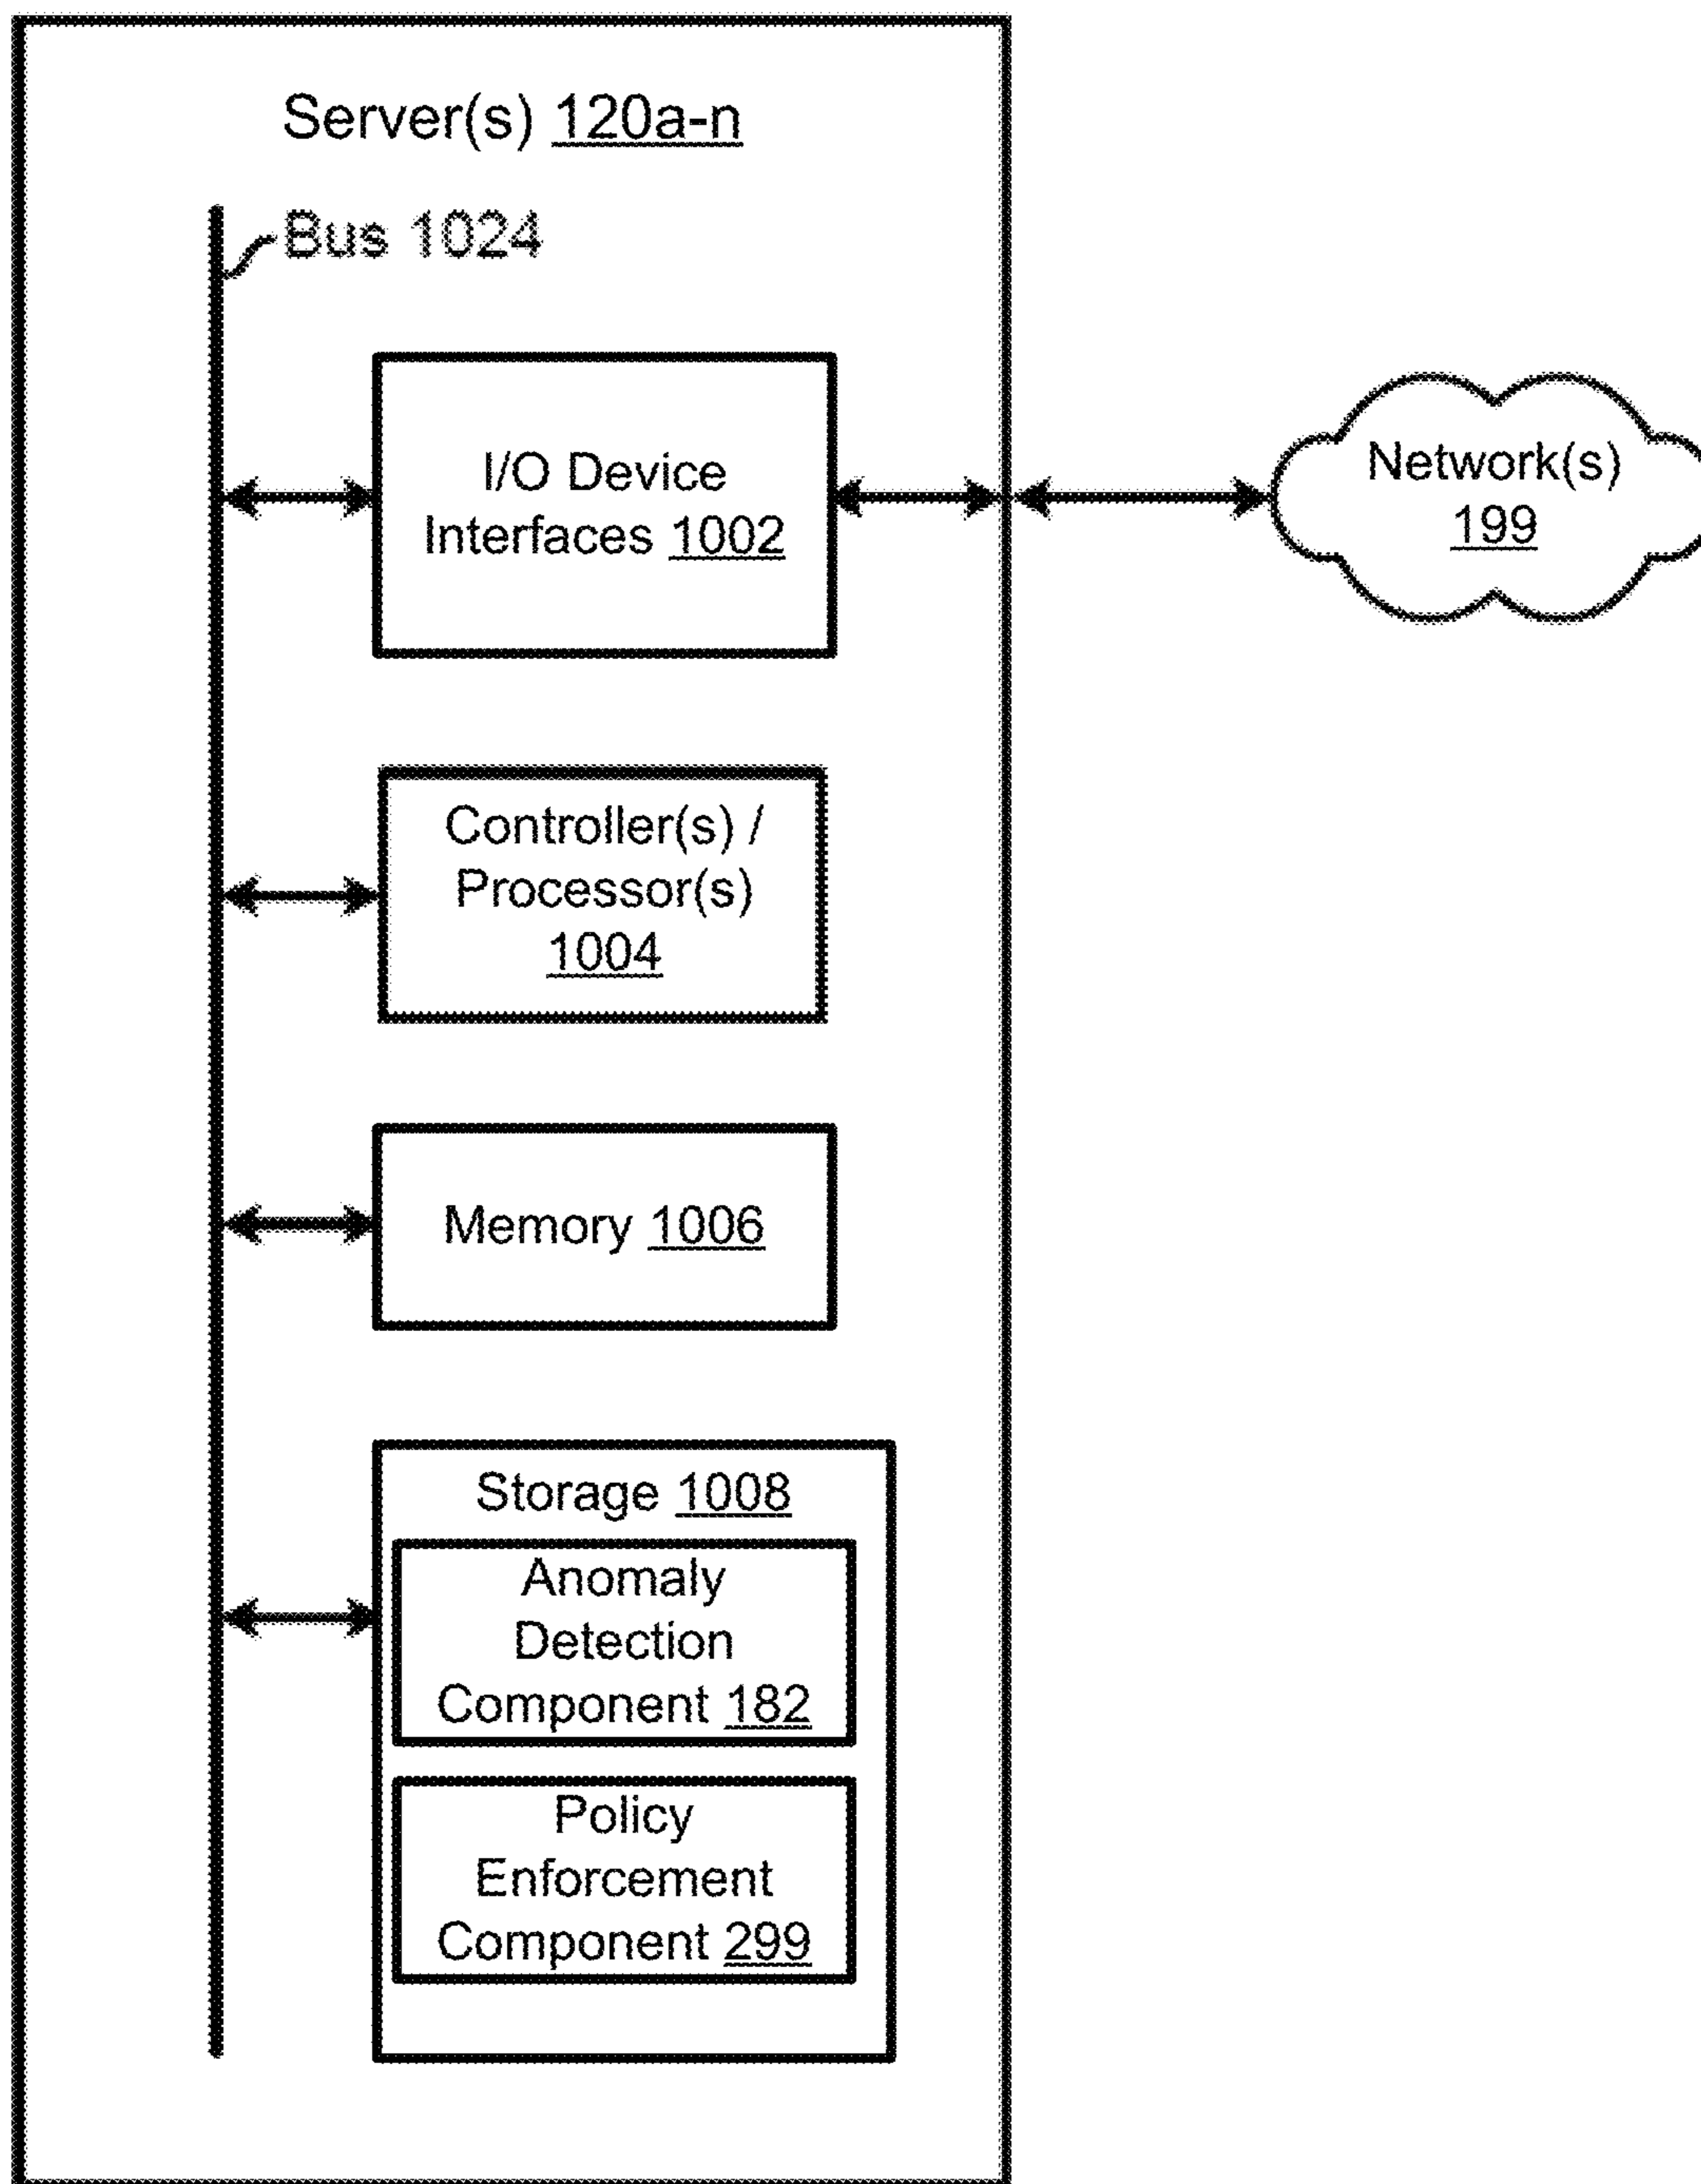 Server(s) 120a-n
Bus 1024
I/O Device
Interfaces 1002
Network(s)
199
Controller(s) /
Processor(s)
1004
Memory 1006
Storage 1008
Anomaly
Detection
Component 182
Policy
Enforcement
Component 299